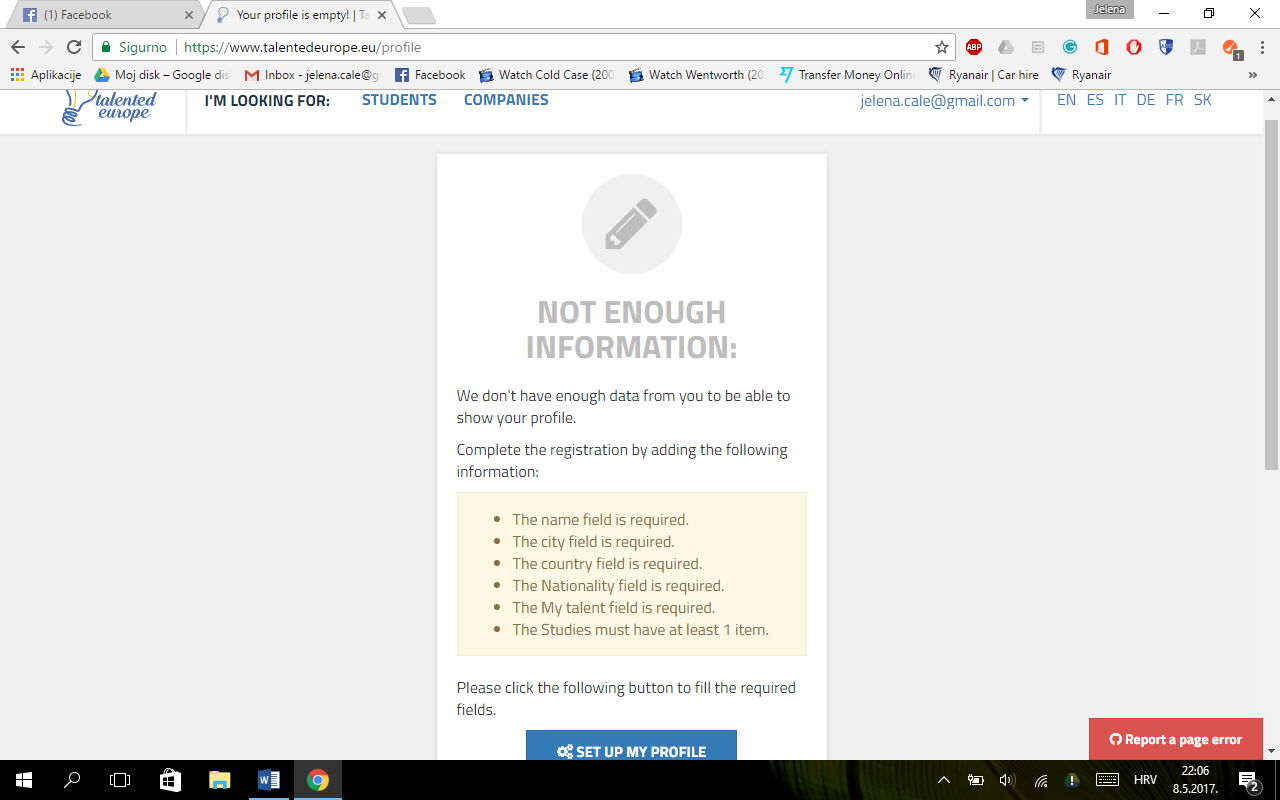 (1) Facebook
Your profile is empty! | Ta
Jelena
Sigurno
https://www.talentedeurope.eu/profile
ABP
1
Aplikacije
Moj disk – Google dis
Inbox - jelena.cale@g
Facebook
Watch Cold Case (200
Watch Wentworth (20
Transfer Money Onlin
Ryanair | Car hire
Ryanair
»
talented
europe
I'M LOOKING FOR:
STUDENTS
COMPANIES
jelena.cale@gmail.com
EN ES IT DE FR SK
NOT ENOUGH
INFORMATION:
We don't have enough data from you to be able to
show your profile.
Complete the registration by adding the following
information:
• The name field is required.
• The city field is required.
• The country field is required.
• The Nationality field is required.
• The My talent field is required.
• The Studies must have at least 1 item.
Please click the following button to fill the required
fields.
SET UP MY PROFILE
Report a page error
HRV
22:06
8.5.2017.
2